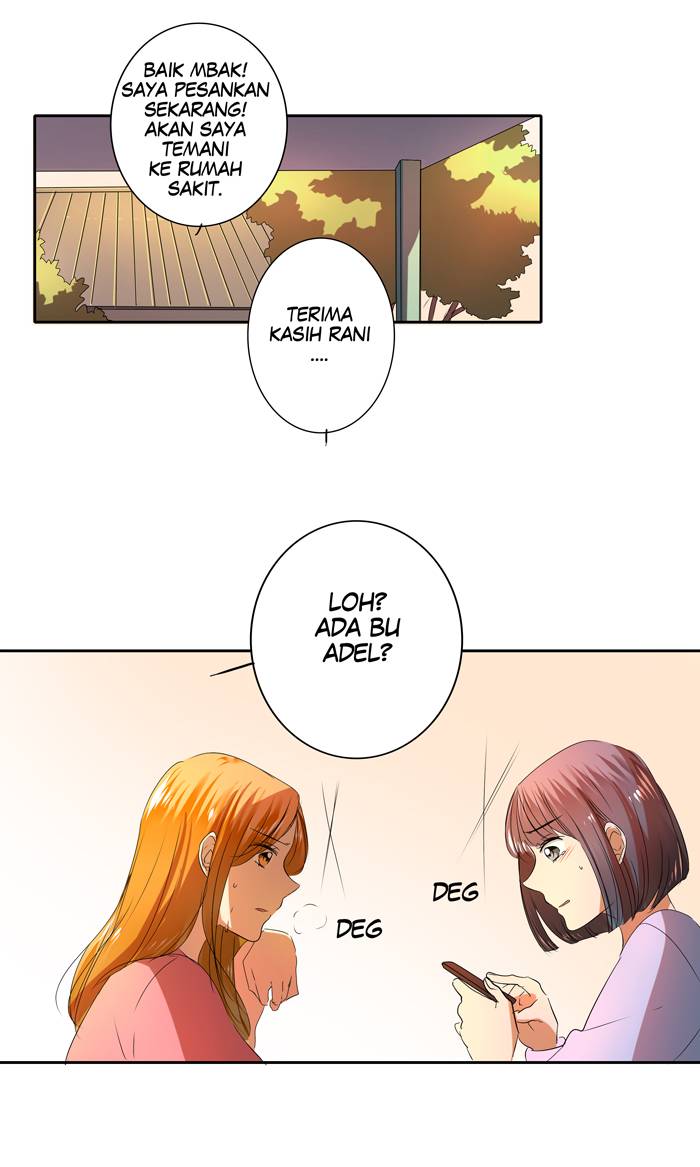 BAIK MBAK!
SAYA PESANKAN
SEKARANG!
AKAN SAYA
TEMANI
KE RUMAH
SAKIT.
TERIMA
KASIH RANI
....
LOH?
ADA BU
ADEL?
DEG
DEG